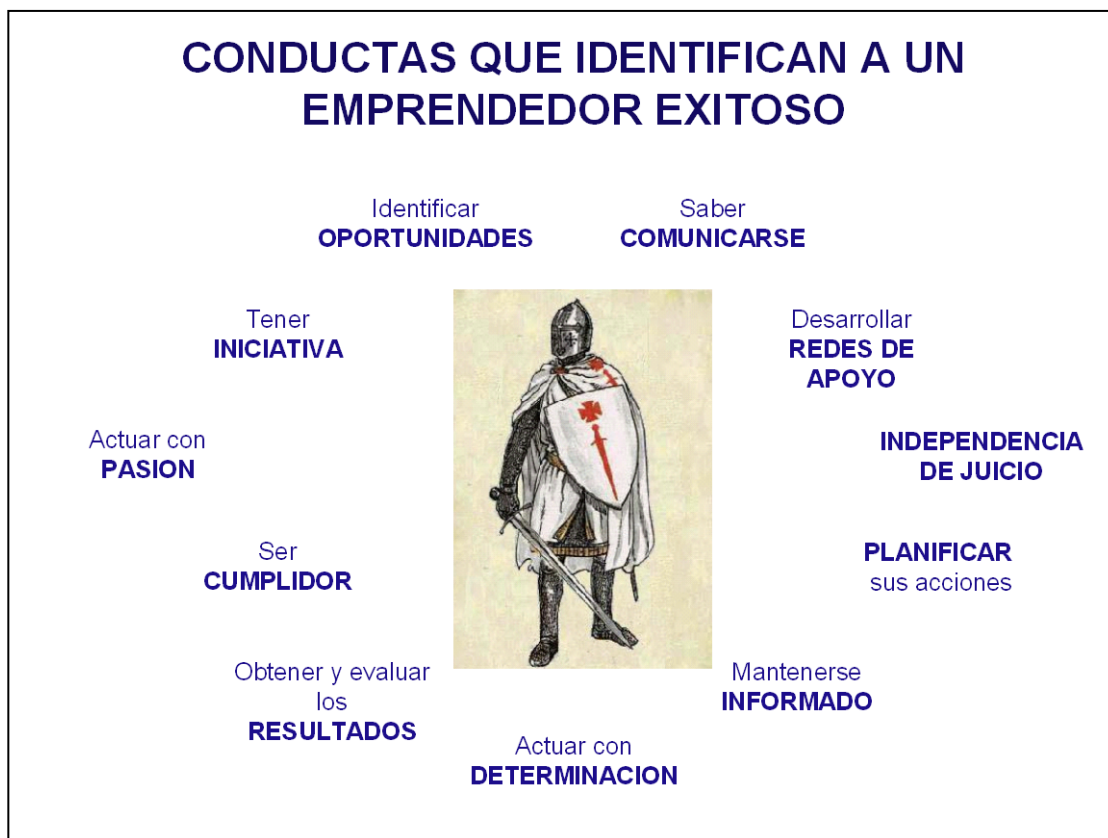 CONDUCTAS QUE IDENTIFICAN A UN
EMPRENDEDOR EXITOSO
Identificar
OPORTUNIDADES
Saber
COMUNICARSE
Tener
INICIATIVA
Desarrollar
REDES DE
APOYO
Actuar con
PASION
INDEPENDENCIA
DE JUICIO
Ser
CUMPLIDOR
PLANIFICAR
sus acciones
Obtener y evaluar
los
RESULTADOS
Mantenerse
INFORMADO
Actuar con
DETERMINACION